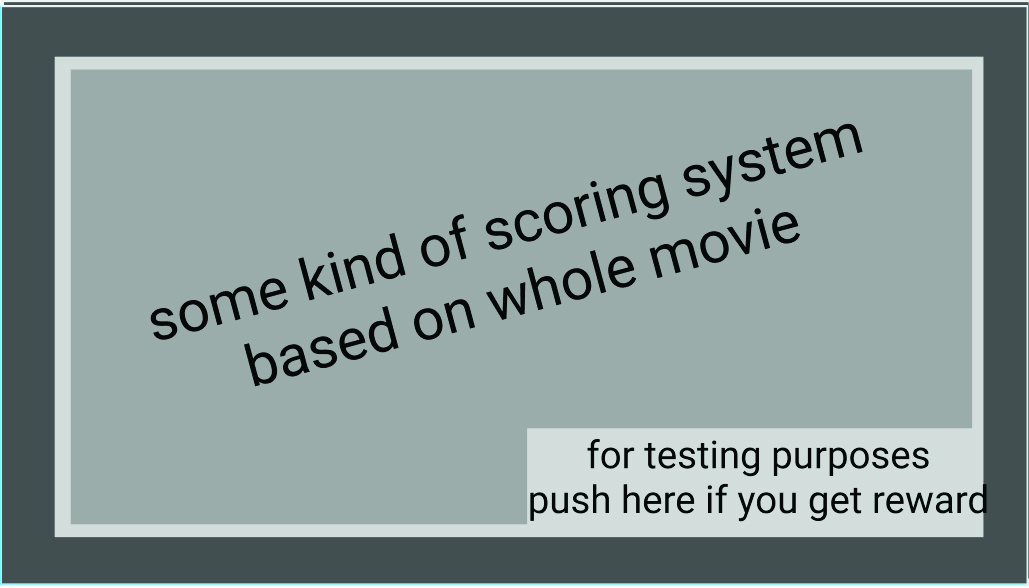 some kind of scoring system
based on whole movie
for testing purposes
push here if you get reward